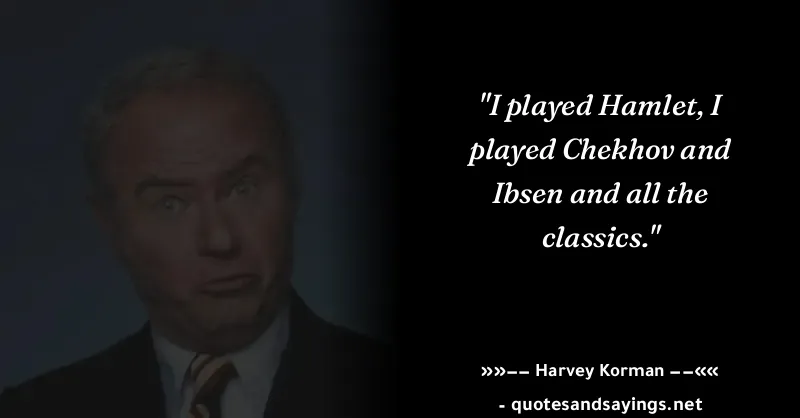 "I played Hamlet, I
played Chekhov and
Ibsen and all the
classics."
»»−− Harvey Korman −−««
- quotesandsayings.net